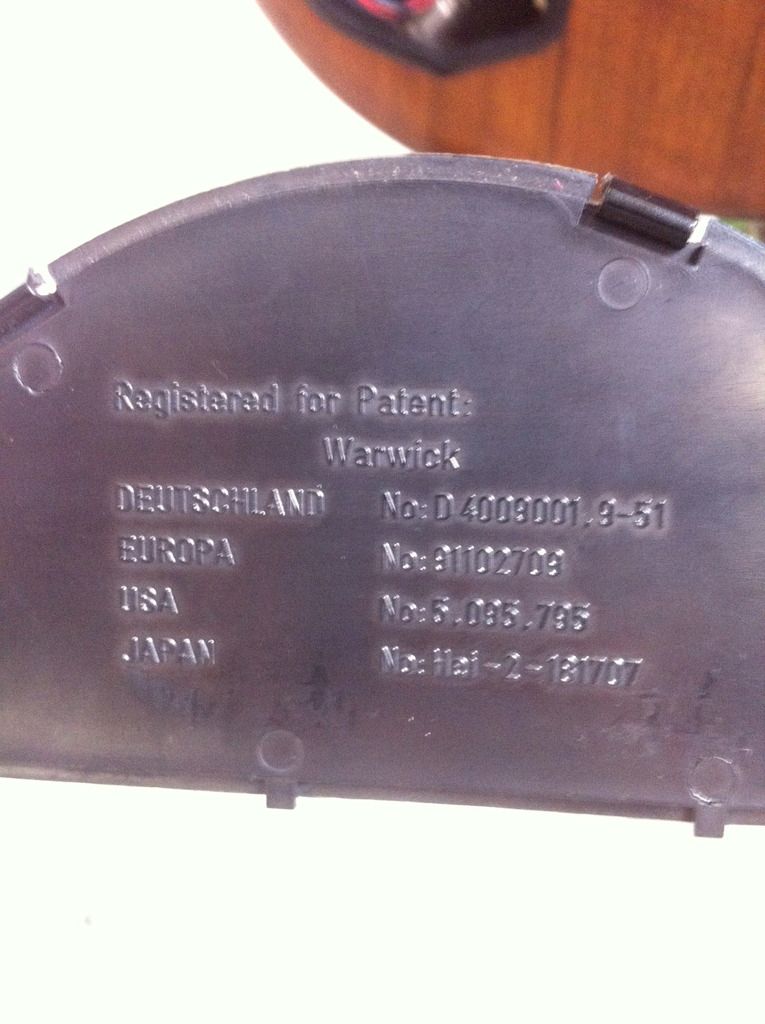 Registered for Patent:
Warwick
DEUTSCHLAND No: D 4009001.9-51
EUROPA No: 91102709
USA No: 5.095.795
JAPAN No: Hei-2-181707